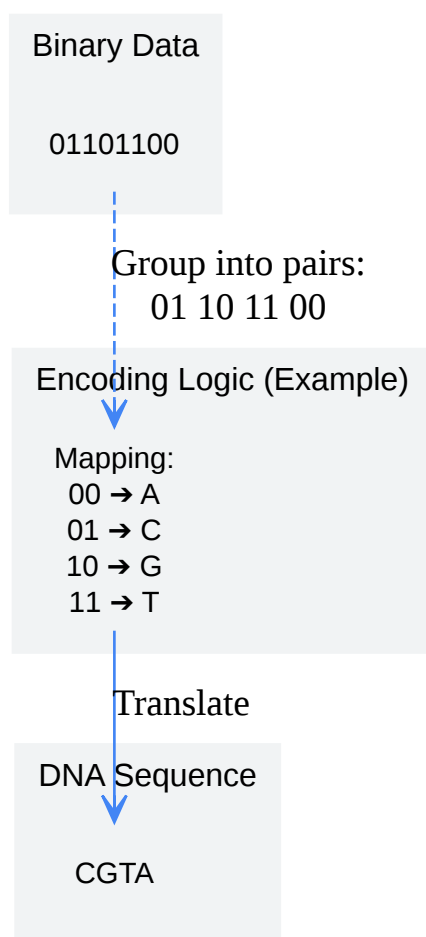 Binary Data
01101100
Group into pairs:
01 10 11 00
Encoding Logic (Example)
Mapping:
00 ➔ A
01 ➔ C
10 ➔ G
11 ➔ T
Translate
DNA Sequence
CGTA